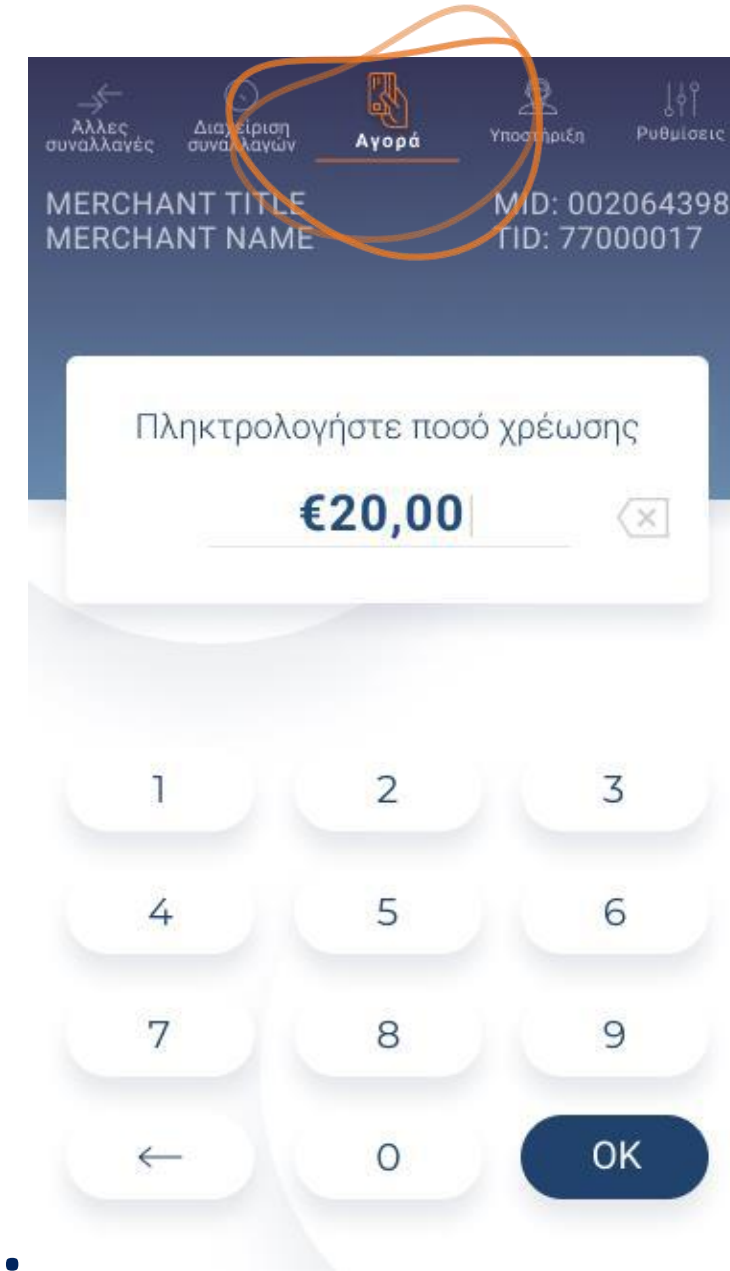 Άλλες συναλλαγές
Διαχείριση συναλλαγών
Αγορά
Υποστήριξη
Ρυθμίσεις
MERCHANT TITLE MID: 002064398
MERCHANT NAME TID: 77000017
Πληκτρολογήστε ποσό χρέωσης
€20,00
1 2 3
4 5 6
7 8 9
← 0 OK